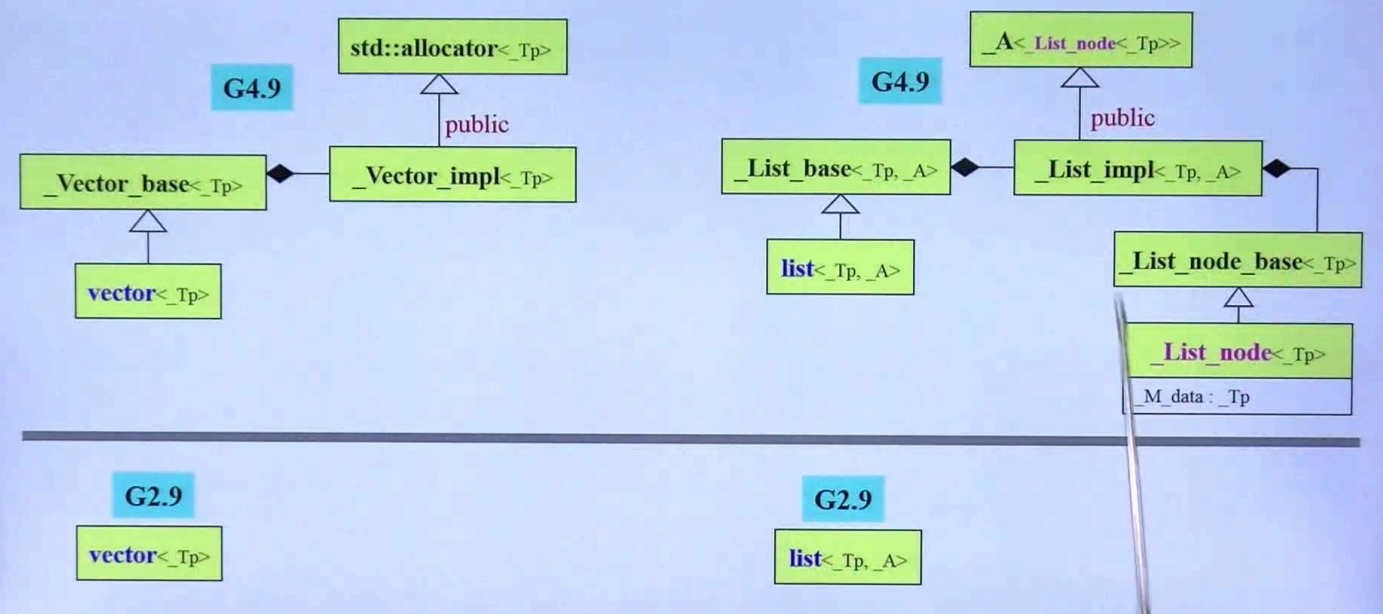 std::allocator<_Tp>
G4.9
public
_Vector_base<_Tp>
_Vector_impl<_Tp>
vector<_Tp>
_A<_List_node<_Tp>>
G4.9
public
_List_base<_Tp, _A>
_List_impl<_Tp, _A>
list<_Tp, _A>
_List_node_base<_Tp>
_List_node<_Tp>
_M_data : _Tp
G2.9
vector<_Tp>
G2.9
list<_Tp, _A>